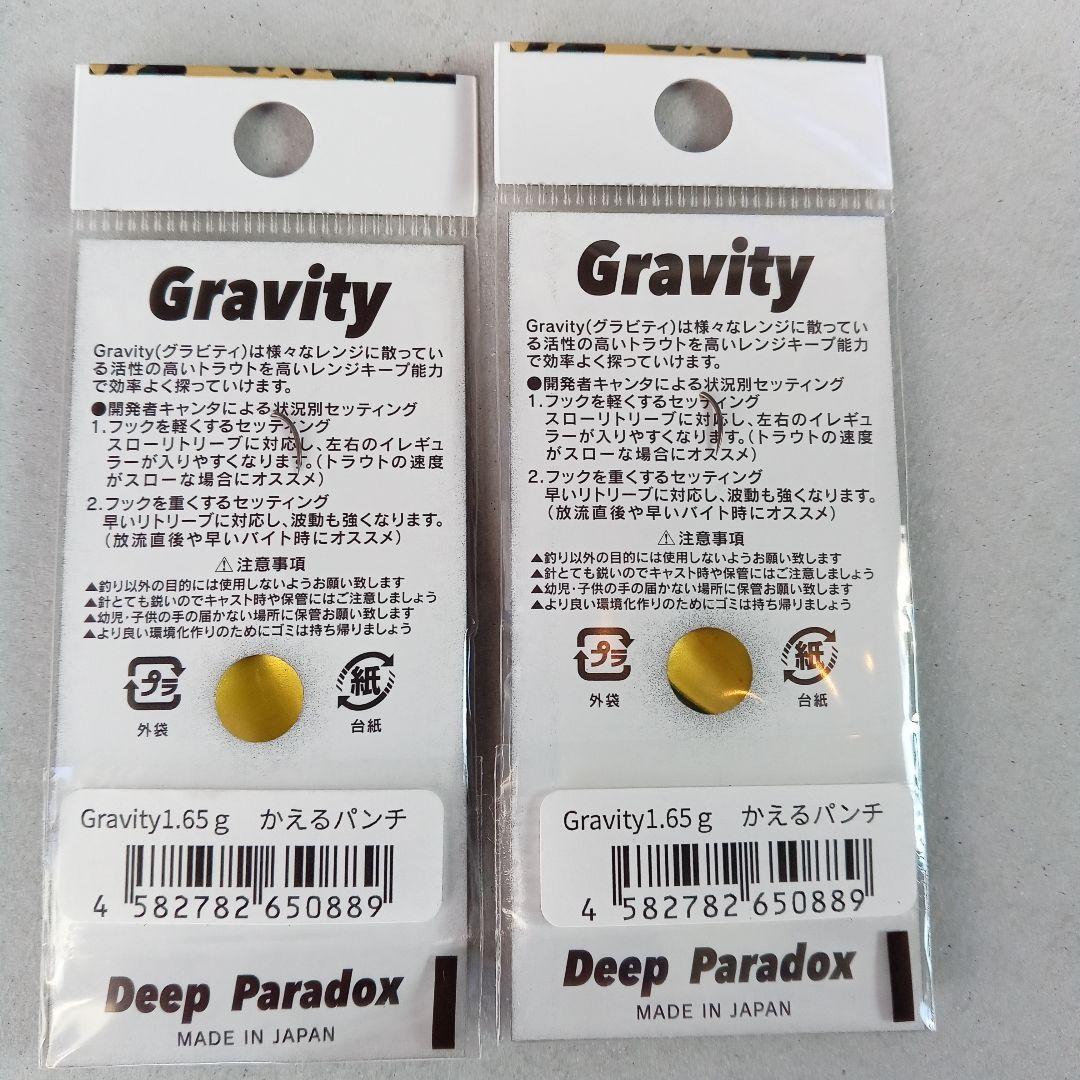 Gravity
Gravity(グラビティ)は様々なレンジに散ってい
る活性の高いトラウトを高いレンジキープ能力
で効率よく探っていけます。
●開発者キャンタによる状況別セッティング
1.フックを軽くするセッティング
スローリトリーブに対応し、左右のイレギュ
ラーが入りやすくなります。(トラウトの速度
がスローな場合にオススメ)
2.フックを重くするセッティング
早いリトリーブに対応し、波動も強くなります。
(放流直後や早いバイト時にオススメ)
⚠注意事項
▲釣り以外の目的には使用しないようお願い致します
▲針とても鋭いのでキャスト時や保管にはご注意しましょう
▲幼児・子供の手の届かない場所に保管お願い致します
▲より良い環境化作りのためにゴミは持ち帰りましょう
プラ
紙
外袋
台紙
Gravity1.65g かえるパンチ
4 582782 650889
Deep Paradox
MADE IN JAPAN
Gravity
Gravity(グラビティ)は様々なレンジに散ってい
る活性の高いトラウトを高いレンジキープ能力
で効率よく探っていけます。
●開発者キャンタによる状況別セッティング
1.フックを軽くするセッティング
スローリトリーブに対応し、左右のイレギュ
ラーが入りやすくなります。(トラウトの速度
がスローな場合にオススメ)
2.フックを重くするセッティング
早いリトリーブに対応し、波動も強くなります。
(放流直後や早いバイト時にオススメ)
⚠注意事項
▲釣り以外の目的には使用しないようお願い致します
▲針とても鋭いのでキャスト時や保管にはご注意しましょう
▲幼児・子供の手の届かない場所に保管お願い致します
▲より良い環境化作りのためにゴミは持ち帰りましょう
プラ
紙
外袋
台紙
Gravity1.65g かえるパンチ
4 582782 650889
Deep Paradox
MADE IN JAPAN